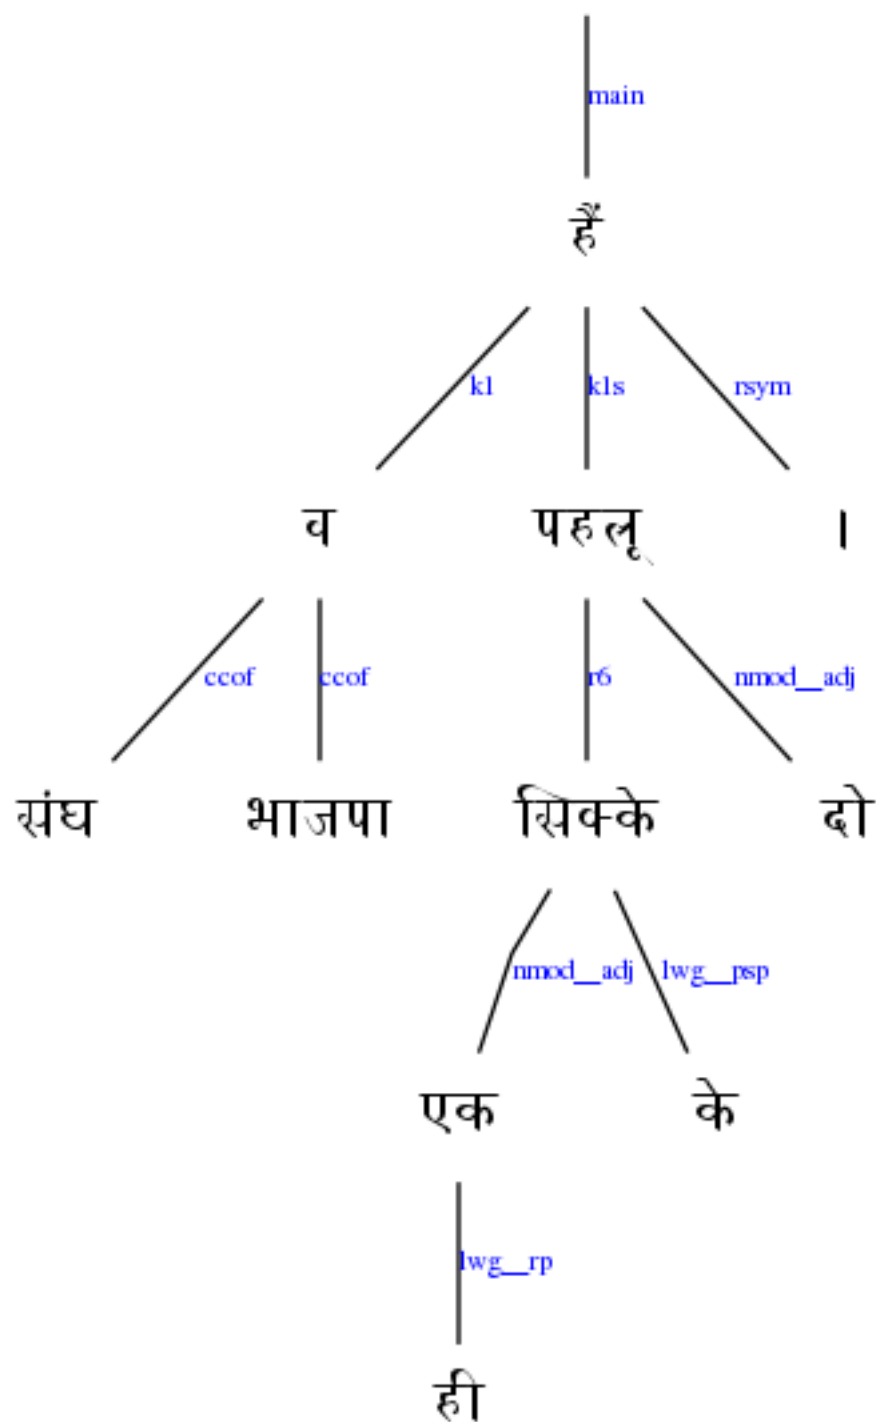 main
हैं
k1 k1s rsym
व पहलू ।
ccof ccof r6 nmod__adj
संघ भाजपा सिक्के दो
nmod__adj lwg__psp
एक के
lwg__rp
ही